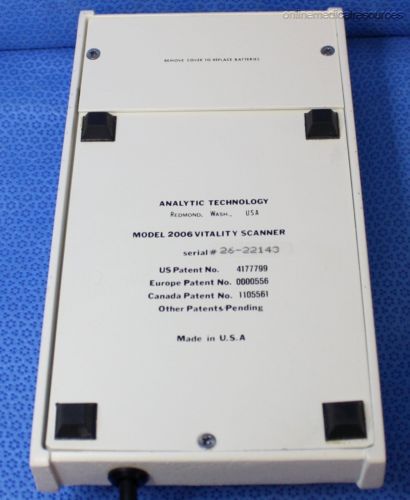 onlinemedicalresources
REMOVE COVER TO REPLACE BATTERIES
ANALYTIC TECHNOLOGY
REDMOND, WASH., USA
MODEL 2006 VITALITY SCANNER
serial # 26-22143
US Patent No. 4177799
Europe Patent No. 0000556
Canada Patent No. 1105561
Other Patents Pending
Made in U.S.A